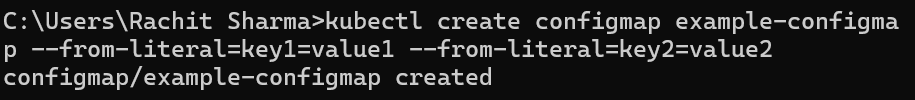 C:\Users\Rachit Sharma>kubectl create configmap example-configma
p --from-literal=key1=value1 --from-literal=key2=value2
configmap/example-configmap created